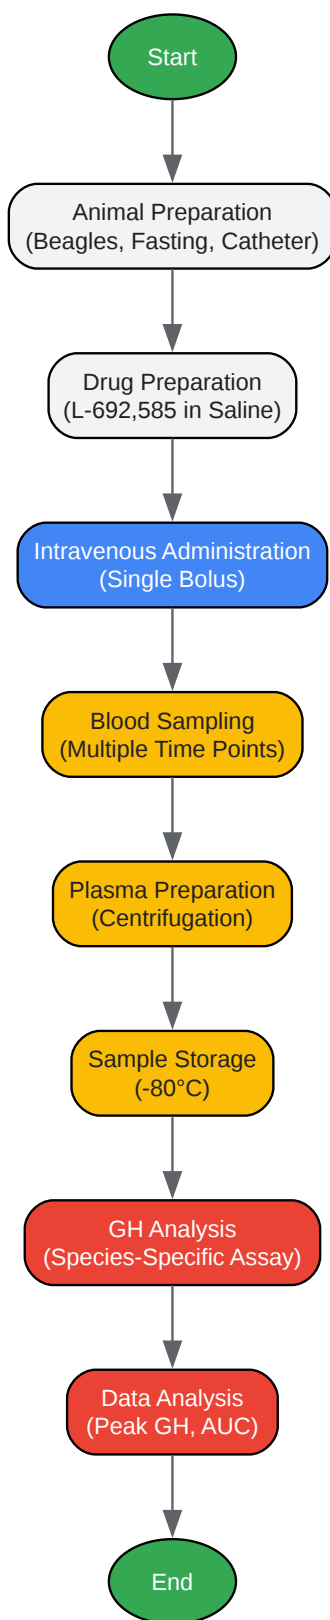 Start
Animal Preparation
(Beagles, Fasting, Catheter)
Drug Preparation
(L-692,585 in Saline)
Intravenous Administration
(Single Bolus)
Blood Sampling
(Multiple Time Points)
Plasma Preparation
(Centrifugation)
Sample Storage
(-80°C)
GH Analysis
(Species-Specific Assay)
Data Analysis
(Peak GH, AUC)
End